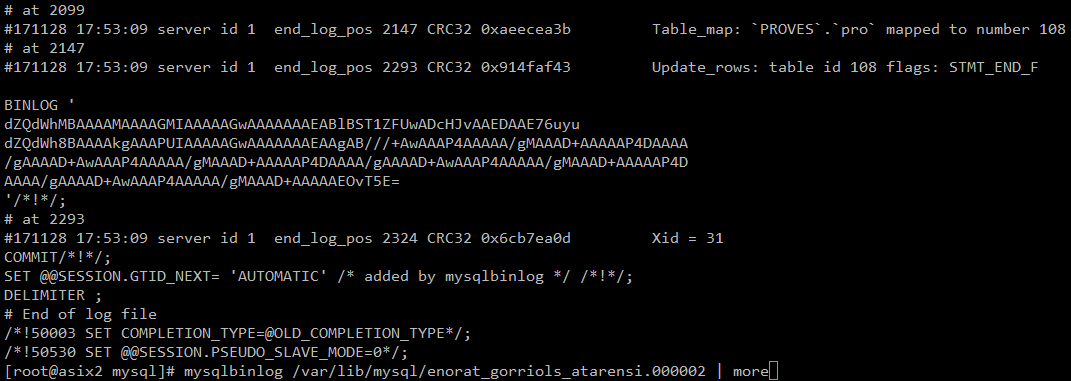 # at 2099
#171128 17:53:09 server id 1  end_log_pos 2147 CRC32 0xaeecea3b         Table_map: `PROVES`.`pro` mapped to number 108
# at 2147
#171128 17:53:09 server id 1  end_log_pos 2293 CRC32 0x914faf43         Update_rows: table id 108 flags: STMT_END_F
BINLOG '
dZQdWhMBAAAAMAAAAGMIAAAAAGwAAAAAAAEABlBST1ZFUwADcHJvAAEDAAE76uyu
dZQdWh8BAAAAkgAAAPUIAAAAAGwAAAAAAAEAAgAB///+AwAAAP4AAAAA/gMAAAD+AAAAAP4DAAAA
/gAAAAD+AwAAAP4AAAAA/gMAAAD+AAAAAP4DAAAA/gAAAAD+AwAAAP4AAAAA/gMAAAD+AAAAAP4D
AAAA/gAAAAD+AwAAAP4AAAAA/gMAAAD+AAAAAEOvT5E=
'/*!*/;
# at 2293
#171128 17:53:09 server id 1  end_log_pos 2324 CRC32 0x6cb7ea0d         Xid = 31
COMMIT/*!*/;
SET @@SESSION.GTID_NEXT= 'AUTOMATIC' /* added by mysqlbinlog */ /*!*/;
DELIMITER ;
# End of log file
/*!50003 SET COMPLETION_TYPE=@OLD_COMPLETION_TYPE*/;
/*!50530 SET @@SESSION.PSEUDO_SLAVE_MODE=0*/;
[root@asix2 mysql]# mysqlbinlog /var/lib/mysql/enorat_gorriols_atarensi.000002 | more